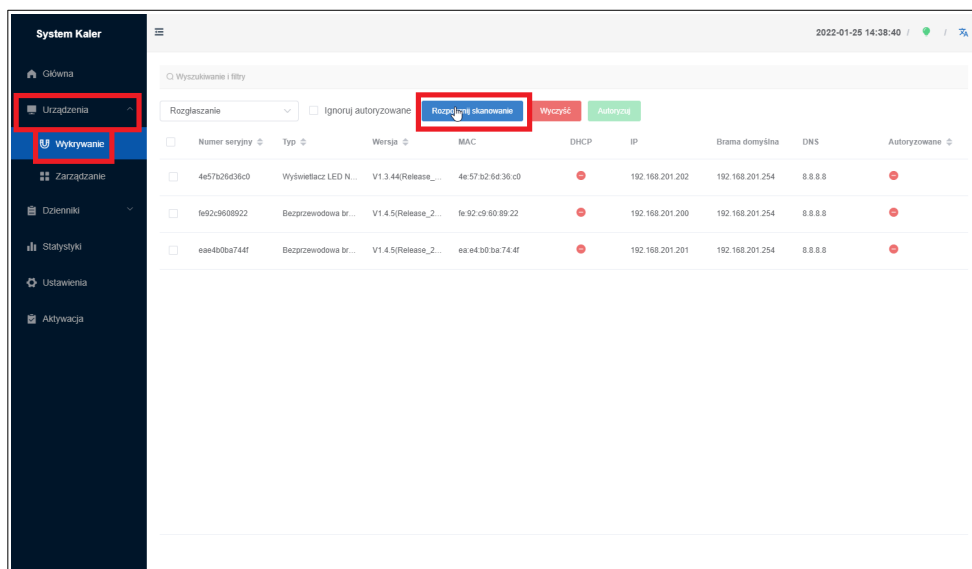 System Kaler
2022-01-25 14:38:40 / /
Główna
Wyszukiwanie i filtry
Urządzenia
Rozgłaszanie Ignoruj autoryzowane Rozpocznij skanowanie Wyczyść Autoryzuj
Wykrywanie
Numer seryjny Typ Wersja MAC DHCP IP Brama domyślna DNS Autoryzowane
Zarządzanie
4e57b26d36c0 Wyświetlacz LED N... V1.3.44(Release_... 4e:57:b2:6d:36:c0 192.168.201.202 192.168.201.254 8.8.8.8
Dzienniki
fe92c9608922 Bezprzewodowa br... V1.4.5(Release_2... fe:92:c9:60:89:22 192.168.201.200 192.168.201.254 8.8.8.8
Statystyki
eae4b0ba744f Bezprzewodowa br... V1.4.5(Release_2... ea:e4:b0:ba:74:4f 192.168.201.201 192.168.201.254 8.8.8.8
Ustawienia
Aktywacja